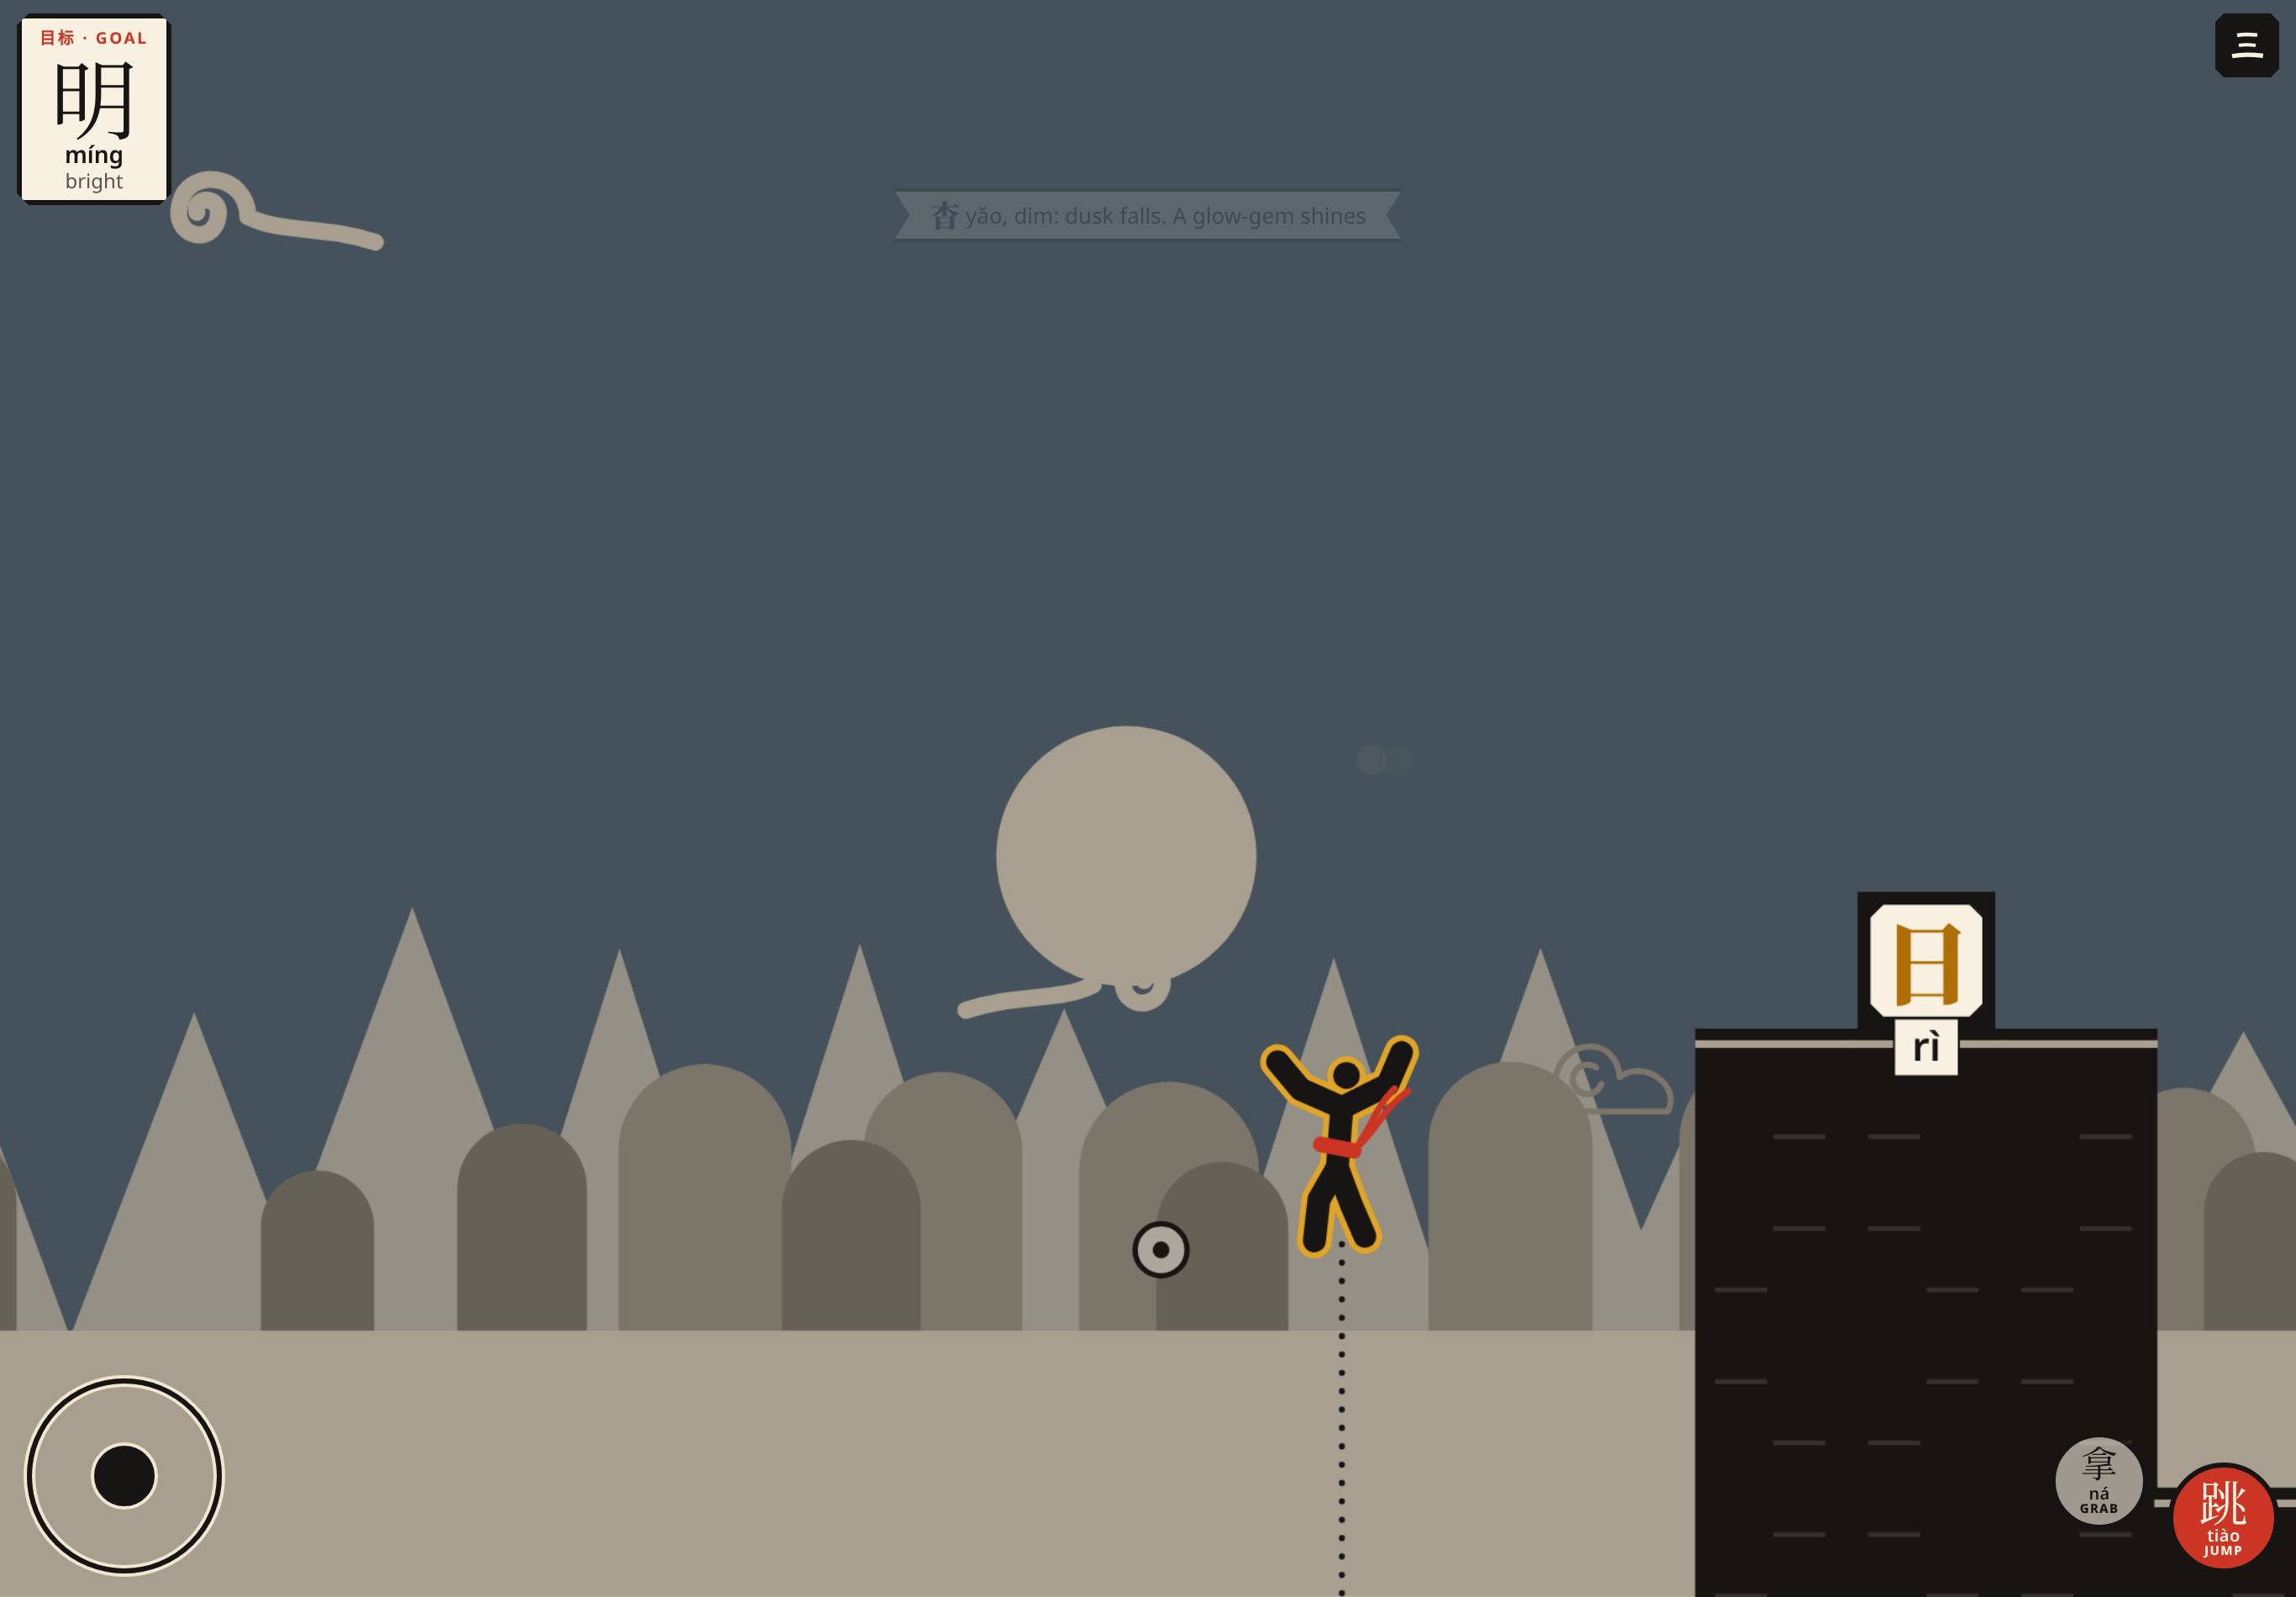 目标 · GOAL
明
míng
bright
三
杳 yǎo, dim: dusk falls. A glow-gem shines
日
rì
拿
ná
GRAB
跳
tiào
JUMP